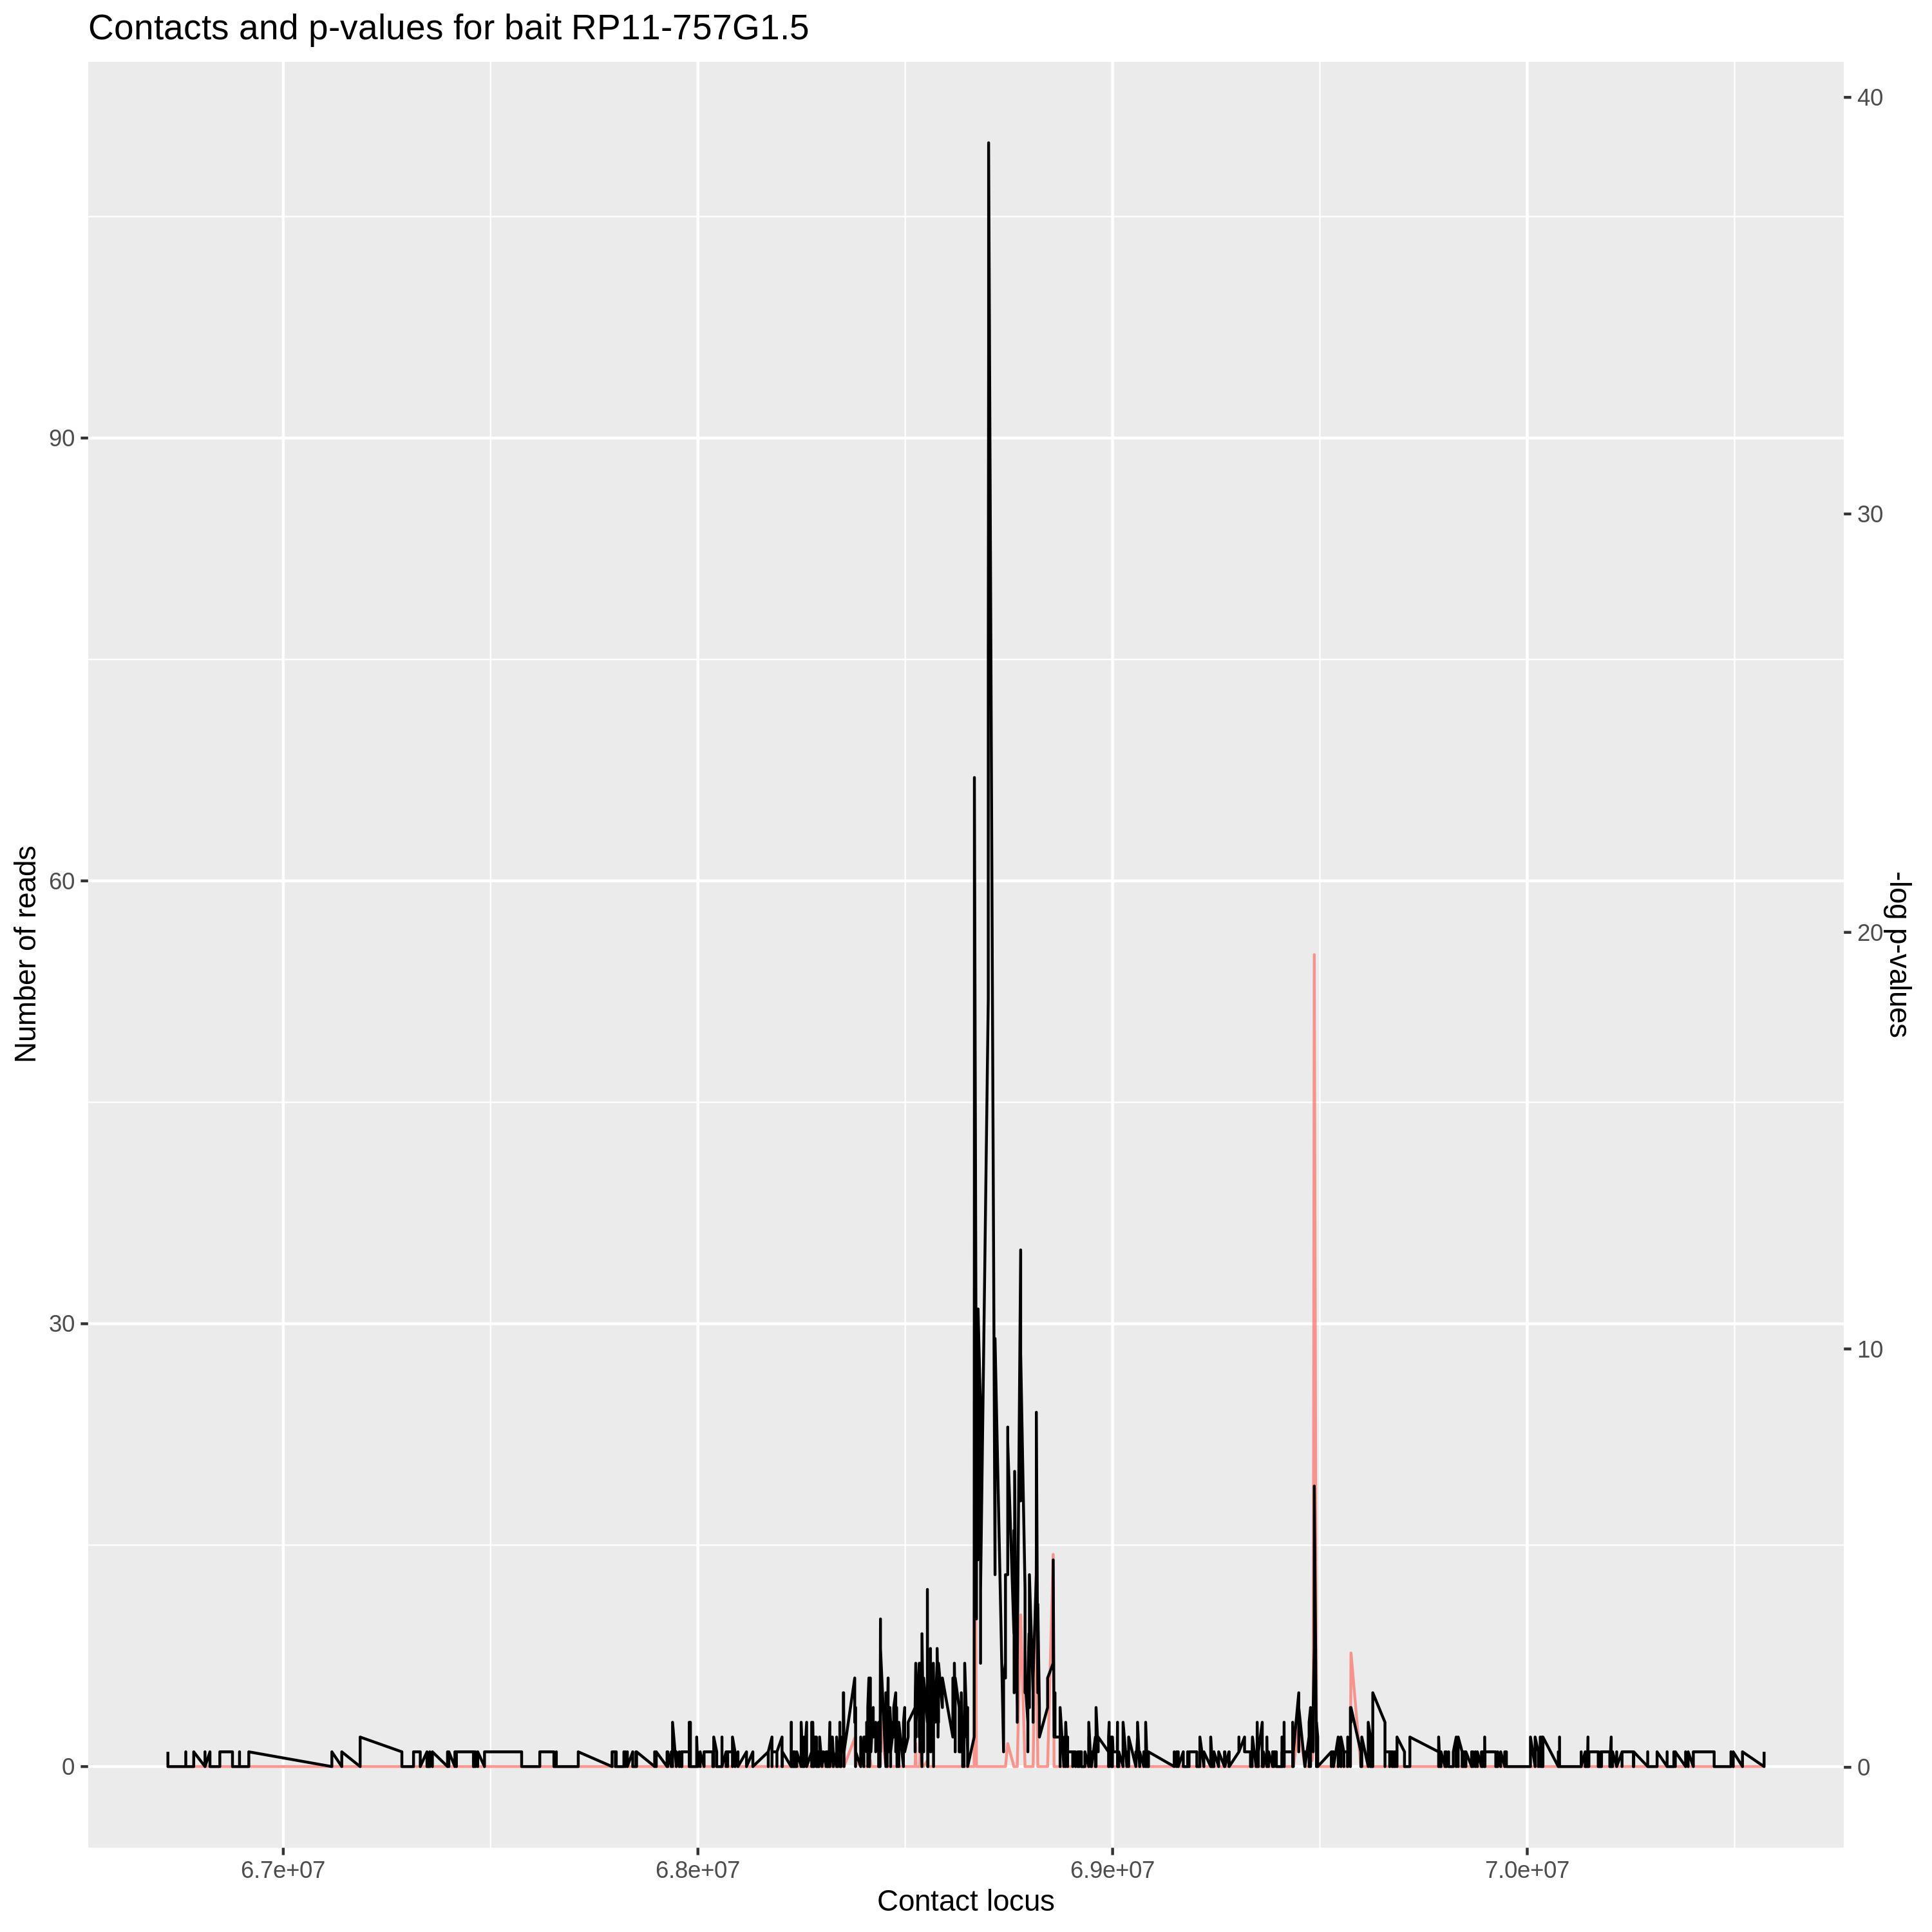 Contacts and p-values for bait RP11-757G1.5
40
90
30
60
20
30
10
0
0
Number of reads
-log p-values
6.7e+07 6.8e+07 6.9e+07 7.0e+07
Contact locus